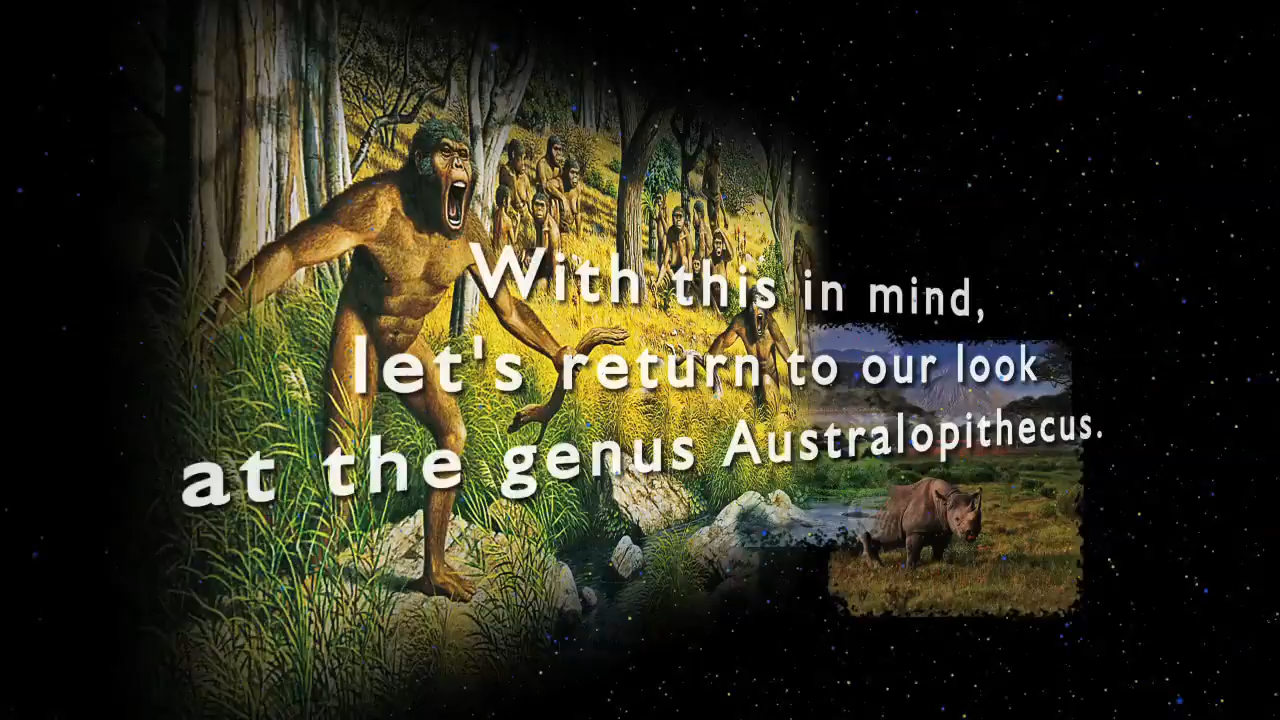 With this in mind,
let's return to our look
at the genus Australopithecus.